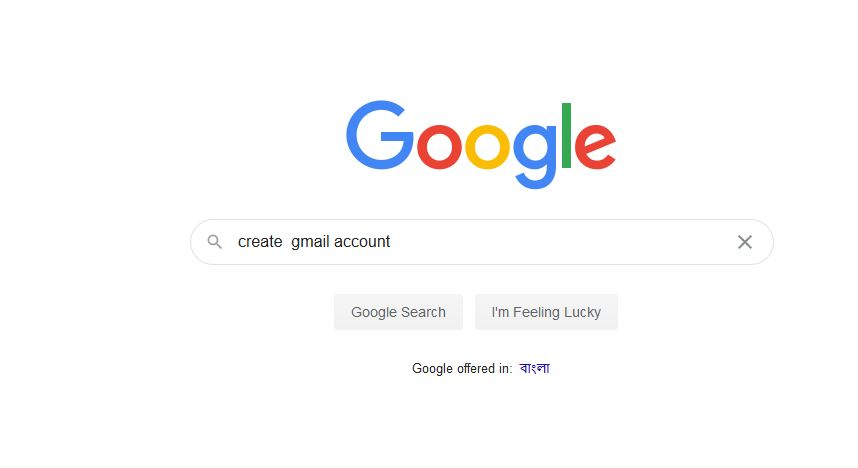 Google
create  gmail account
Google Search I'm Feeling Lucky
Google offered in: বাংলা